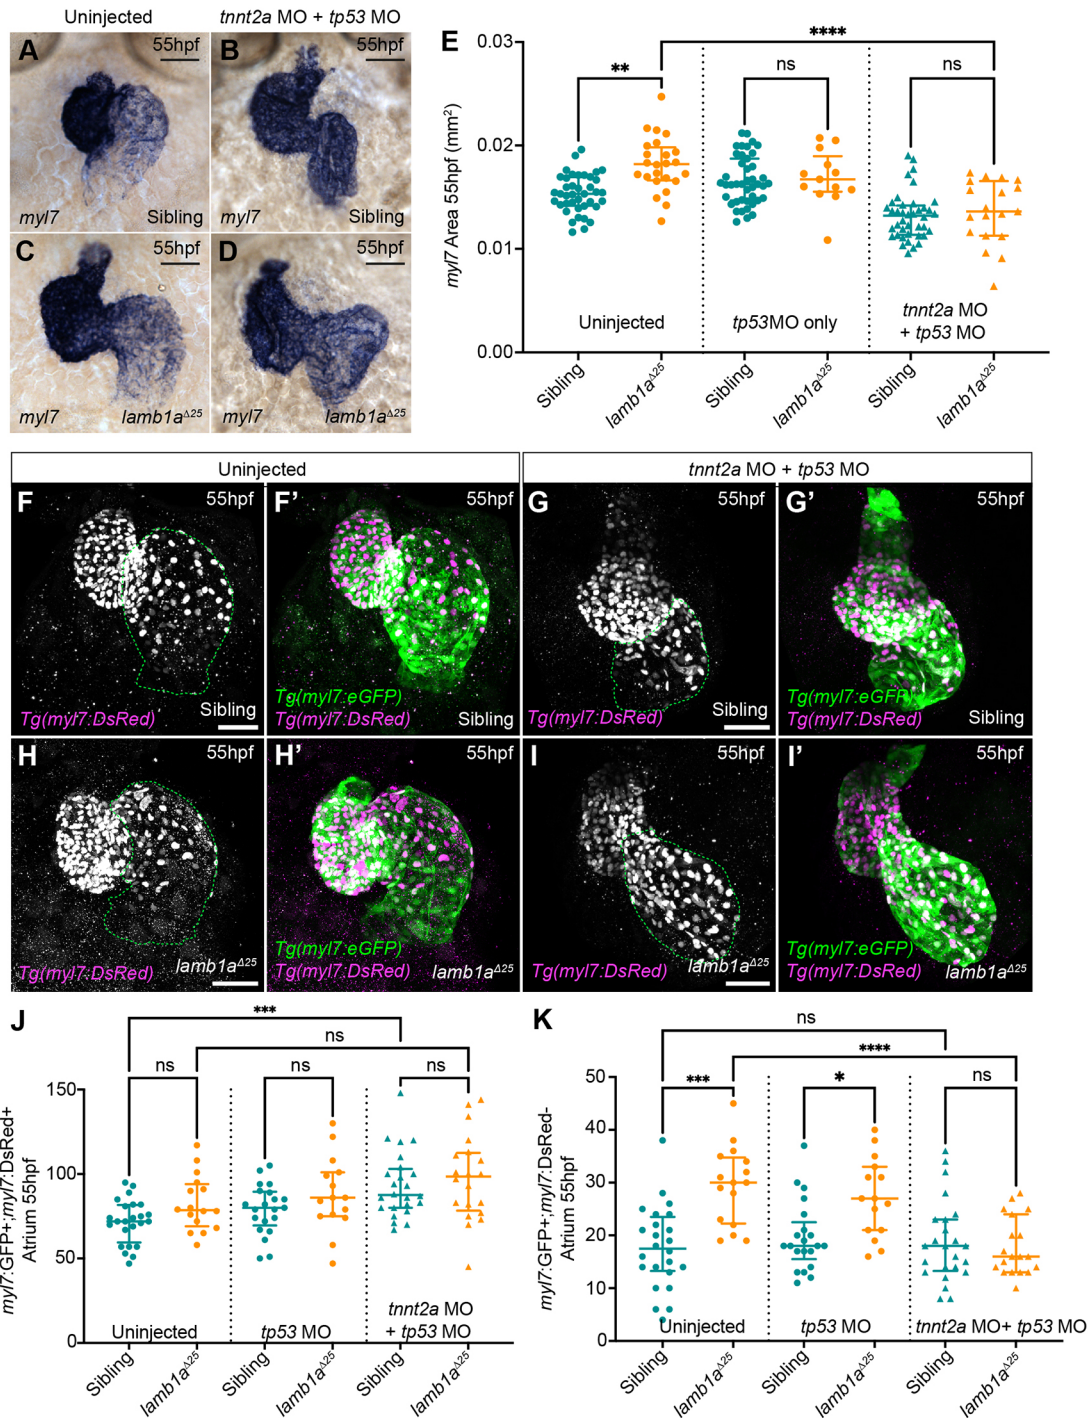 Uninjected
tnnt2a MO + tp53 MO
A
55hpf
myl7
Sibling
B
55hpf
myl7
Sibling
C
55hpf
myl7
lamb1aΔ25
D
55hpf
myl7
lamb1aΔ25
E
myl7 Area 55hpf (mm2)
0.03
0.02
0.01
0.00
**
****
ns
ns
Uninjected
tp53MO only
tnnt2a MO
+ tp53 MO
Sibling
lamb1aΔ25
Sibling
lamb1aΔ25
Sibling
lamb1aΔ25
Uninjected
tnnt2a MO + tp53 MO
F
55hpf
Tg(myl7:DsRed)
Sibling
F’
55hpf
Tg(myl7:eGFP)
Tg(myl7:DsRed)
Sibling
G
55hpf
Tg(myl7:DsRed)
Sibling
G’
55hpf
Tg(myl7:eGFP)
Tg(myl7:DsRed)
Sibling
H
55hpf
Tg(myl7:DsRed)
lamb1aΔ25
H’
55hpf
Tg(myl7:eGFP)
Tg(myl7:DsRed)
lamb1aΔ25
I
55hpf
Tg(myl7:DsRed)
lamb1aΔ25
I’
55hpf
Tg(myl7:eGFP)
Tg(myl7:DsRed)
lamb1aΔ25
J
myl7:GFP+;myl7:DsRed+
Atrium 55hpf
150
100
50
0
***
ns
ns
ns
ns
Uninjected
tp53 MO
tnnt2a MO
+ tp53 MO
Sibling
lamb1aΔ25
Sibling
lamb1aΔ25
Sibling
lamb1aΔ25
K
myl7:GFP+;myl7:DsRed-
Atrium 55hpf
50
40
30
20
10
0
ns
****
***
*
ns
Uninjected
tp53 MO
tnnt2a MO+ tp53 MO
Sibling
lamb1aΔ25
Sibling
lamb1aΔ25
Sibling
lamb1aΔ25